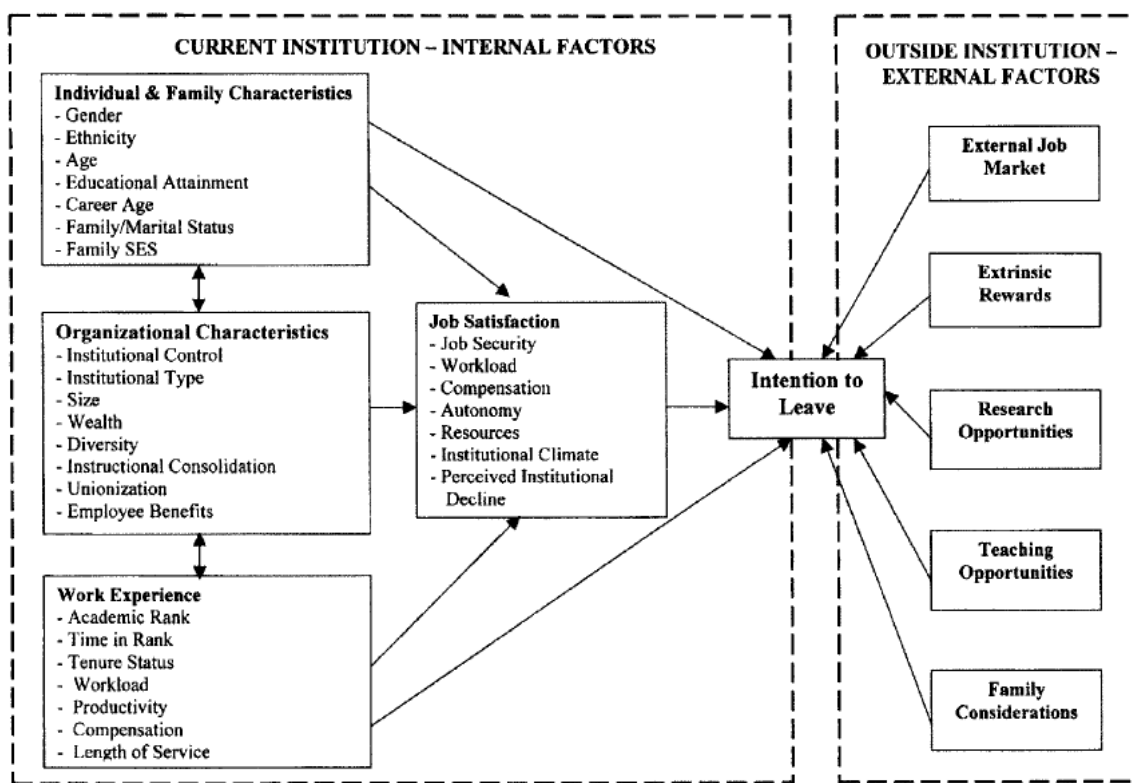 CURRENT INSTITUTION – INTERNAL FACTORS
Individual & Family Characteristics
- Gender
- Ethnicity
- Age
- Educational Attainment
- Career Age
- Family/Marital Status
- Family SES
Organizational Characteristics
- Institutional Control
- Institutional Type
- Size
- Wealth
- Diversity
- Instructional Consolidation
- Unionization
- Employee Benefits
Work Experience
- Academic Rank
- Time in Rank
- Tenure Status
- Workload
- Productivity
- Compensation
- Length of Service
Job Satisfaction
- Job Security
- Workload
- Compensation
- Autonomy
- Resources
- Institutional Climate
- Perceived Institutional
Decline
Intention to
Leave
OUTSIDE INSTITUTION –
EXTERNAL FACTORS
External Job
Market
Extrinsic
Rewards
Research
Opportunities
Teaching
Opportunities
Family
Considerations